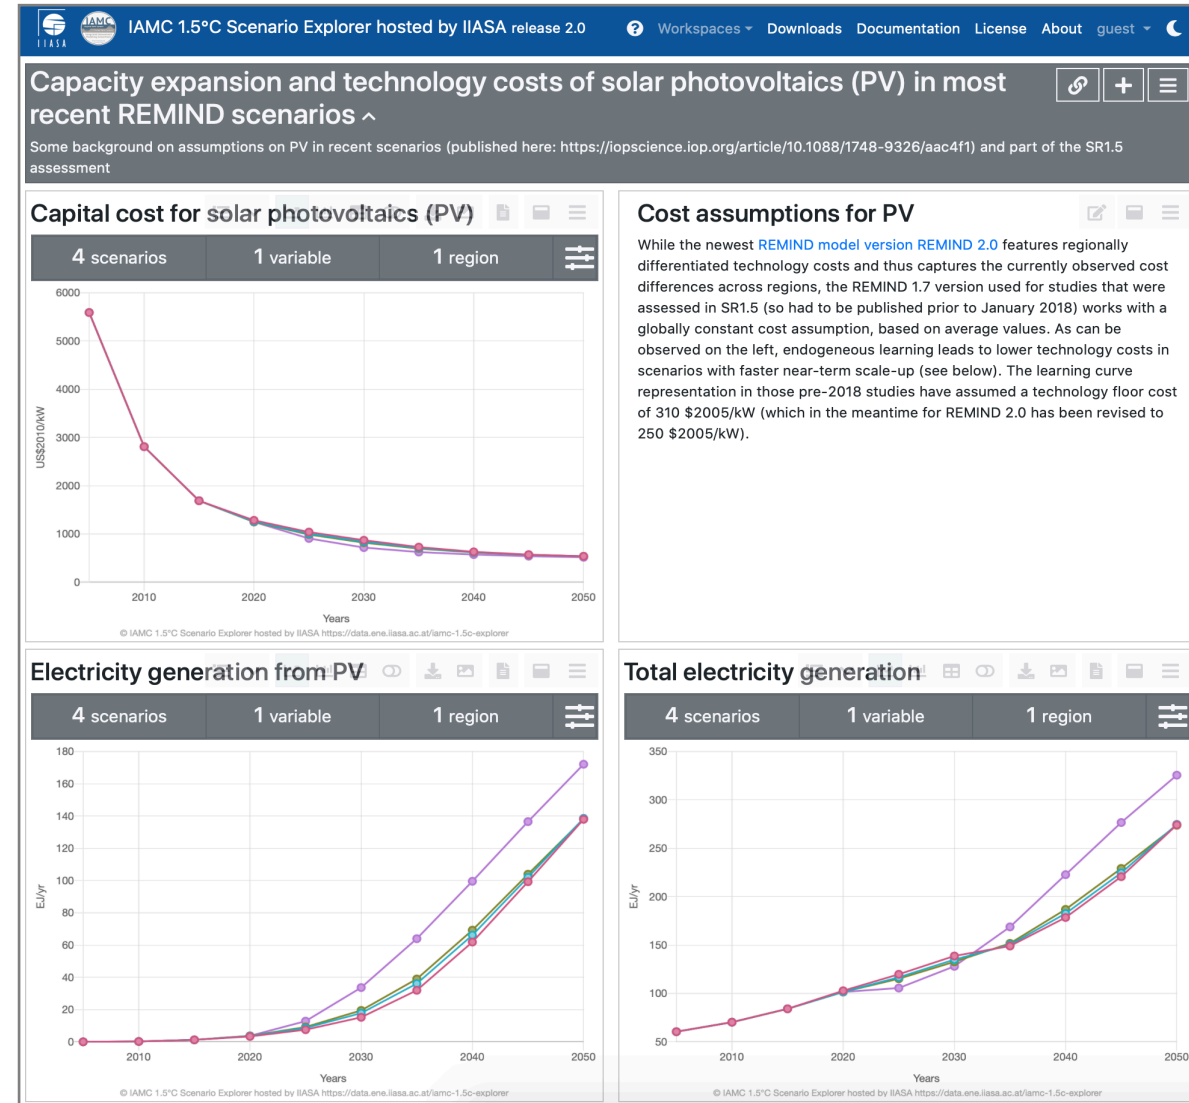 IIASA
IAMC
IAMC 1.5°C Scenario Explorer hosted by IIASA release 2.0
Workspaces
Downloads
Documentation
License
About
guest
Capacity expansion and technology costs of solar photovoltaics (PV) in most
recent REMIND scenarios
Some background on assumptions on PV in recent scenarios (published here: https://iopscience.iop.org/article/10.1088/1748-9326/aac4f1) and part of the SR1.5
assessment
Capital cost for solar photovoltaics (PV)
4 scenarios
1 variable
1 region
6000
5000
4000
3000
2000
1000
0
US$2010/kW
2010
2020
2030
2040
2050
Years
© IAMC 1.5°C Scenario Explorer hosted by IIASA https://data.ene.iiasa.ac.at/iamc-1.5c-explorer
Cost assumptions for PV
While the newest REMIND model version REMIND 2.0 features regionally
differentiated technology costs and thus captures the currently observed cost
differences across regions, the REMIND 1.7 version used for studies that were
assessed in SR1.5 (so had to be published prior to January 2018) works with a
globally constant cost assumption, based on average values. As can be
observed on the left, endogeneous learning leads to lower technology costs in
scenarios with faster near-term scale-up (see below). The learning curve
representation in those pre-2018 studies have assumed a technology floor cost
of 310 $2005/kW (which in the meantime for REMIND 2.0 has been revised to
250 $2005/kW).
Electricity generation from PV
4 scenarios
1 variable
1 region
180
160
140
120
100
80
60
40
20
0
EJ/yr
2010
2020
2030
2040
2050
Years
© IAMC 1.5°C Scenario Explorer hosted by IIASA https://data.ene.iiasa.ac.at/iamc-1.5c-explorer
Total electricity generation
4 scenarios
1 variable
1 region
350
300
250
200
150
100
50
EJ/yr
2010
2020
2030
2040
2050
Years
© IAMC 1.5°C Scenario Explorer hosted by IIASA https://data.ene.iiasa.ac.at/iamc-1.5c-explorer